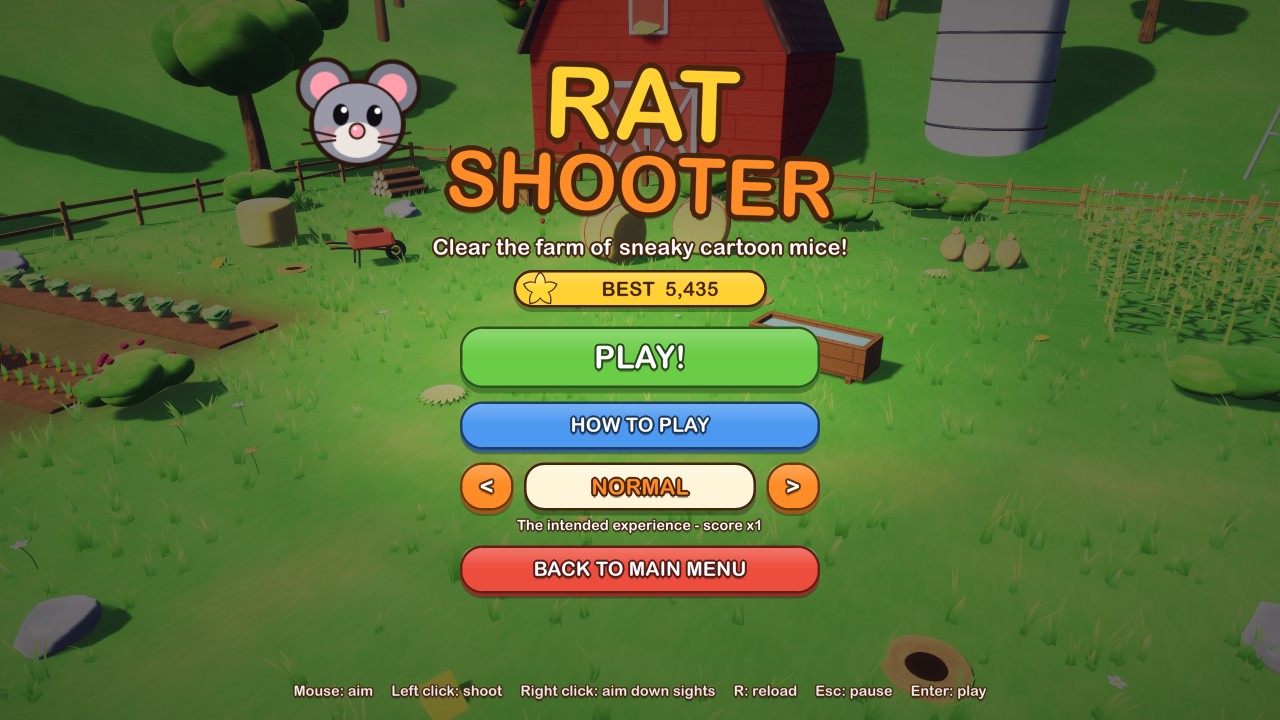 RAT
SHOOTER
Clear the farm of sneaky cartoon mice!
BEST 5,435
PLAY!
HOW TO PLAY
< NORMAL >
The intended experience - score x1
BACK TO MAIN MENU
Mouse: aim Left click: shoot Right click: aim down sights R: reload Esc: pause Enter: play